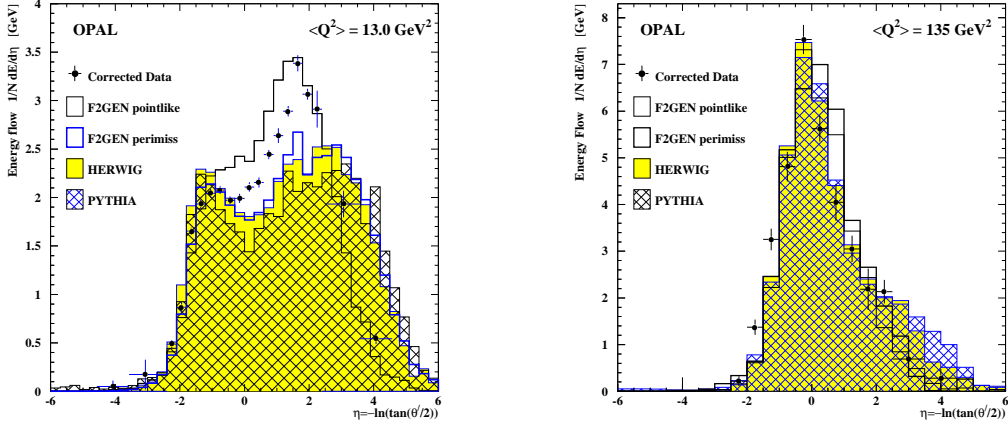 Energy flow 1/N dE/dη [GeV]
OPAL
<Q²> = 13.0 GeV²
Corrected Data
F2GEN pointlike
F2GEN perimiss
HERWIG
PYTHIA
4
3.5
3
2.5
2
1.5
1
0.5
0
-6 -4 -2 0 2 4 6
η=−ln(tan(θ'/2))
Energy Flow 1/N dE/dη [GeV]
OPAL
<Q²> = 135 GeV²
Corrected Data
F2GEN pointlike
F2GEN perimiss
HERWIG
PYTHIA
8
7
6
5
4
3
2
1
0
-6 -4 -2 0 2 4 6
η=−ln(tan(θ'/2))